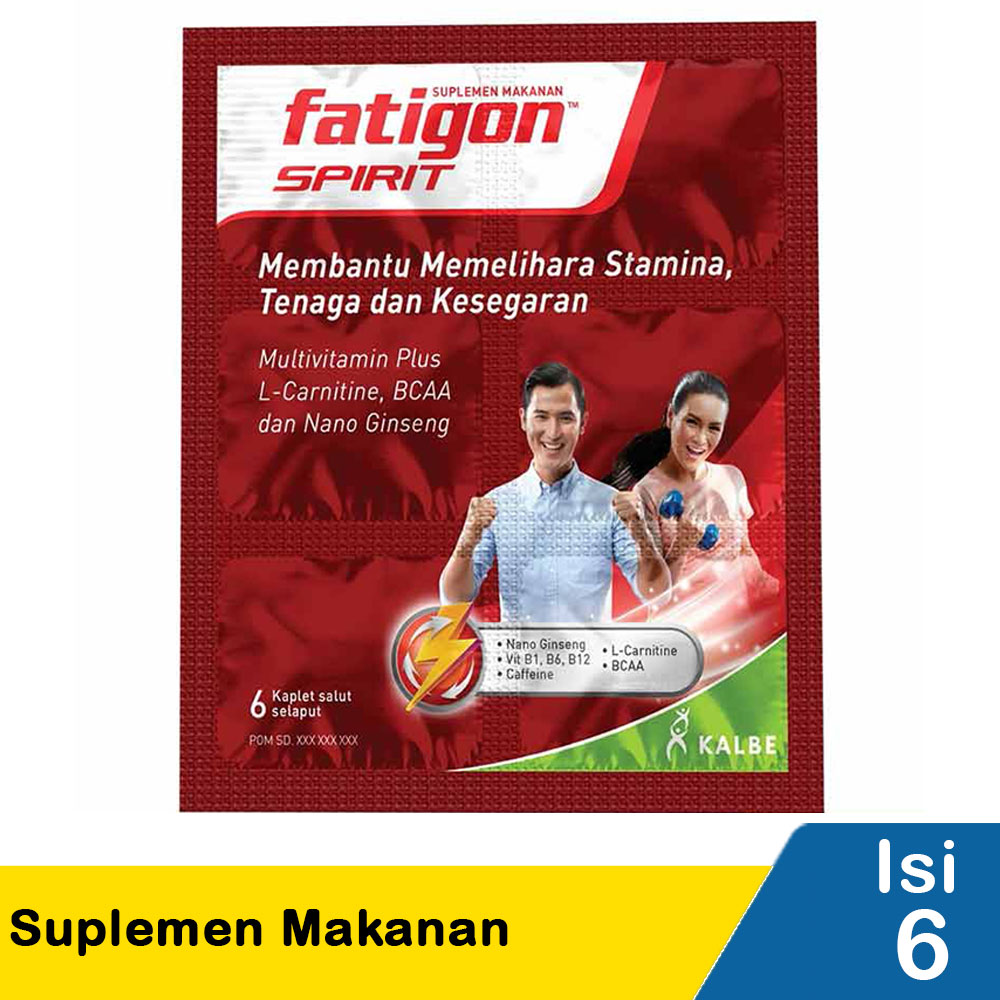 SUPLEMEN MAKANAN
fatigon™
SPIRIT
Membantu Memelihara Stamina,
Tenaga dan Kesegaran
Multivitamin Plus
L-Carnitine, BCAA
dan Nano Ginseng
• Nano Ginseng
• Vit B1, B6, B12
• Caffeine
• L-Carnitine
• BCAA
6 Kaplet salut
selaput
POM SD. XXX XXX XXX
KALBE
Suplemen Makanan
Isi
6